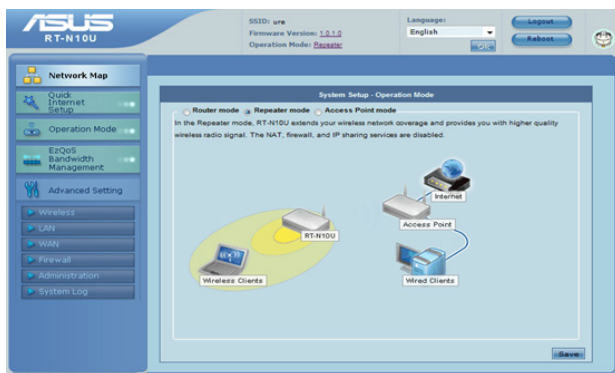 ASUS
RT-N10U
SSID: ure
Firmware Version: 1.0.1.0
Operation Mode: Repeater
Language:
English
OK
Logout
Reboot
Network Map
Quick
Internet
Setup
Operation Mode
EzQoS
Bandwidth
Management
Advanced Setting
Wireless
LAN
WAN
Firewall
Administration
System Log
System Setup - Operation Mode
Router mode Repeater mode Access Point mode
In the Repeater mode, RT-N10U extends your wireless network coverage and provides you with higher quality
wireless radio signal. The NAT, firewall, and IP sharing services are disabled.
Internet
Access Point
RT-N10U
Wireless Clients
Wired Clients
Save